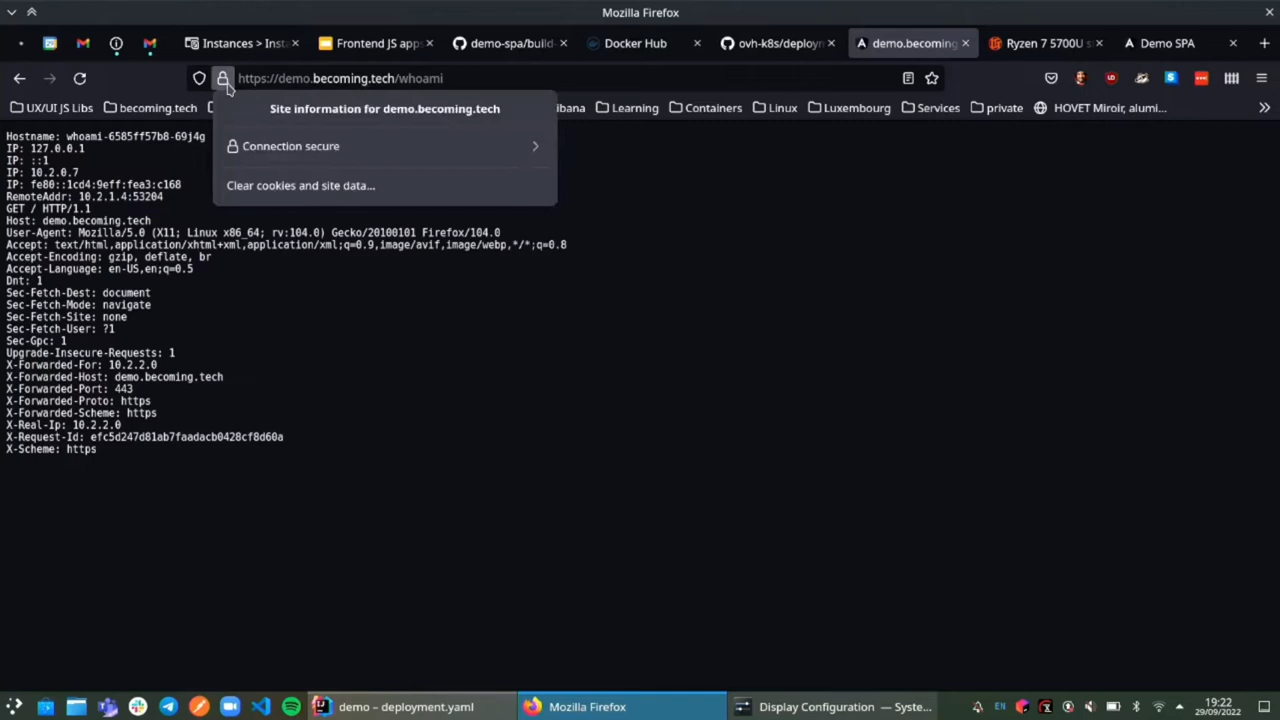 Mozilla Firefox
Instances > Inst
Frontend JS apps
demo-spa/build-
Docker Hub
ovh-k8s/deploym
demo.becoming
Ryzen 7 5700U s
Demo SPA
https://demo.becoming.tech/whoami
UX/UI JS Libs
becoming.tech
ibana
Learning
Containers
Linux
Luxembourg
Services
private
HOVET Miroir, alumi...
Site information for demo.becoming.tech
Connection secure
Clear cookies and site data...
Hostname: whoami-6585ff57b8-69j4g
IP: 127.0.0.1
IP: ::1
IP: 10.2.0.7
IP: fe80::1cd4:9eff:fea3:c168
RemoteAddr: 10.2.1.4:53204
GET / HTTP/1.1
Host: demo.becoming.tech
User-Agent: Mozilla/5.0 (X11; Linux x86_64; rv:104.0) Gecko/20100101 Firefox/104.0
Accept: text/html,application/xhtml+xml,application/xml;q=0.9,image/avif,image/webp,*/*;q=0.8
Accept-Encoding: gzip, deflate, br
Accept-Language: en-US,en;q=0.5
Dnt: 1
Sec-Fetch-Dest: document
Sec-Fetch-Mode: navigate
Sec-Fetch-Site: none
Sec-Fetch-User: ?1
Sec-Gpc: 1
Upgrade-Insecure-Requests: 1
X-Forwarded-For: 10.2.2.0
X-Forwarded-Host: demo.becoming.tech
X-Forwarded-Port: 443
X-Forwarded-Proto: https
X-Forwarded-Scheme: https
X-Real-Ip: 10.2.2.0
X-Request-Id: efc5d247d81ab7faadacb0428cf8d60a
X-Scheme: https
demo – deployment.yaml
Mozilla Firefox
Display Configuration — Syste...
EN
19:22
29/09/2022